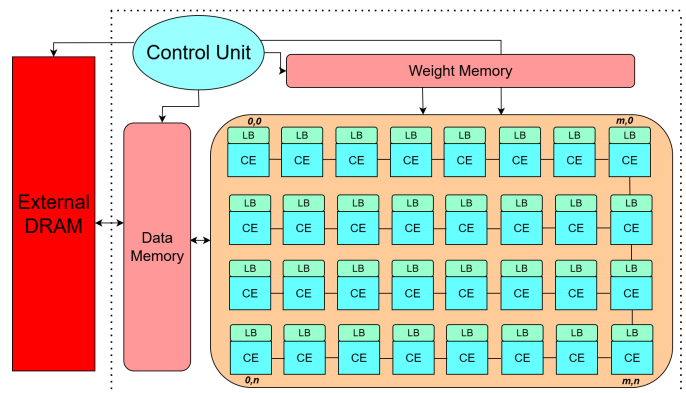 Control Unit
Weight Memory
0,0
m,0
LB LB LB LB LB LB LB LB
CE CE CE CE CE CE CE CE
LB LB LB LB LB LB LB LB
CE CE CE CE CE CE CE CE
External
DRAM
Data
Memory
LB LB LB LB LB LB LB LB
CE CE CE CE CE CE CE CE
LB LB LB LB LB LB LB LB
CE CE CE CE CE CE CE CE
0,n
m,n